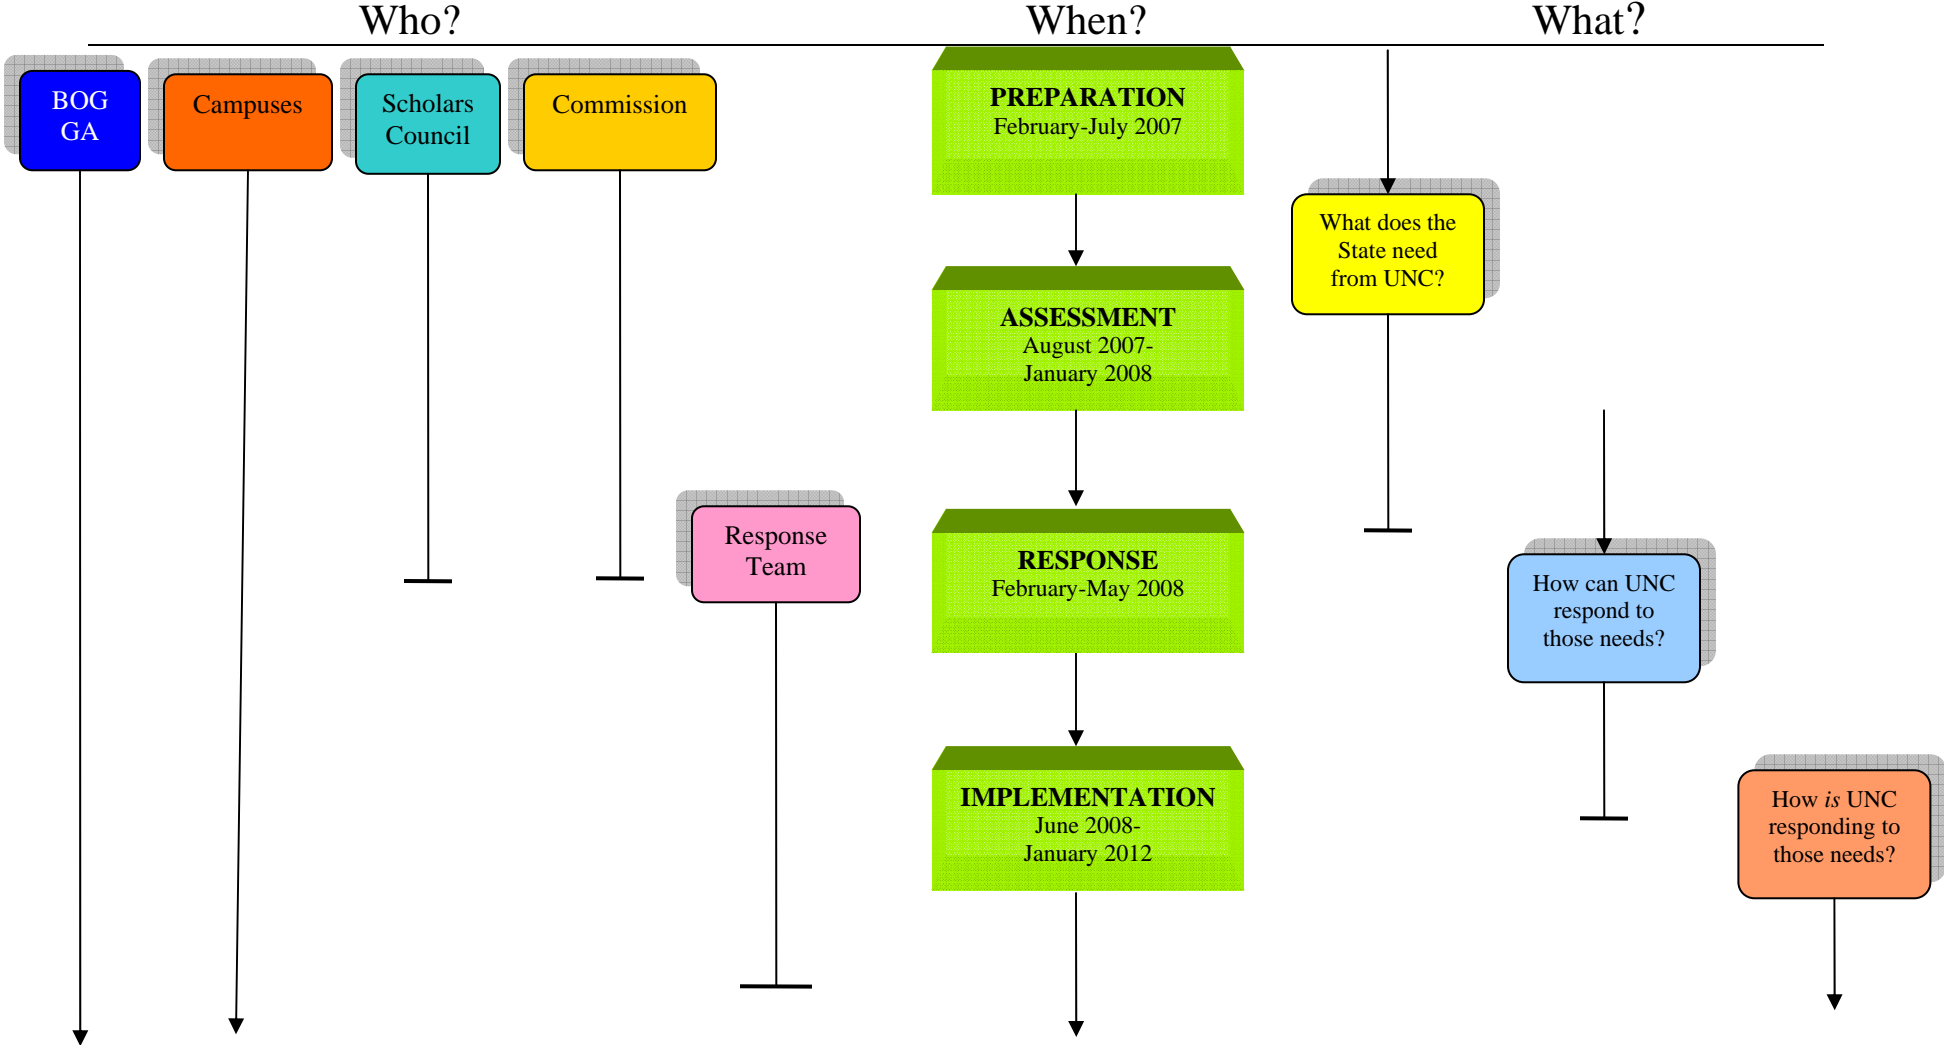 Who?
When?
What?
BOG
GA
Campuses
Scholars
Council
Commission
PREPARATION
February-July 2007
What does the
State need
from UNC?
ASSESSMENT
August 2007-
January 2008
Response
Team
RESPONSE
February-May 2008
How can UNC
respond to
those needs?
IMPLEMENTATION
June 2008-
January 2012
How is UNC
responding to
those needs?